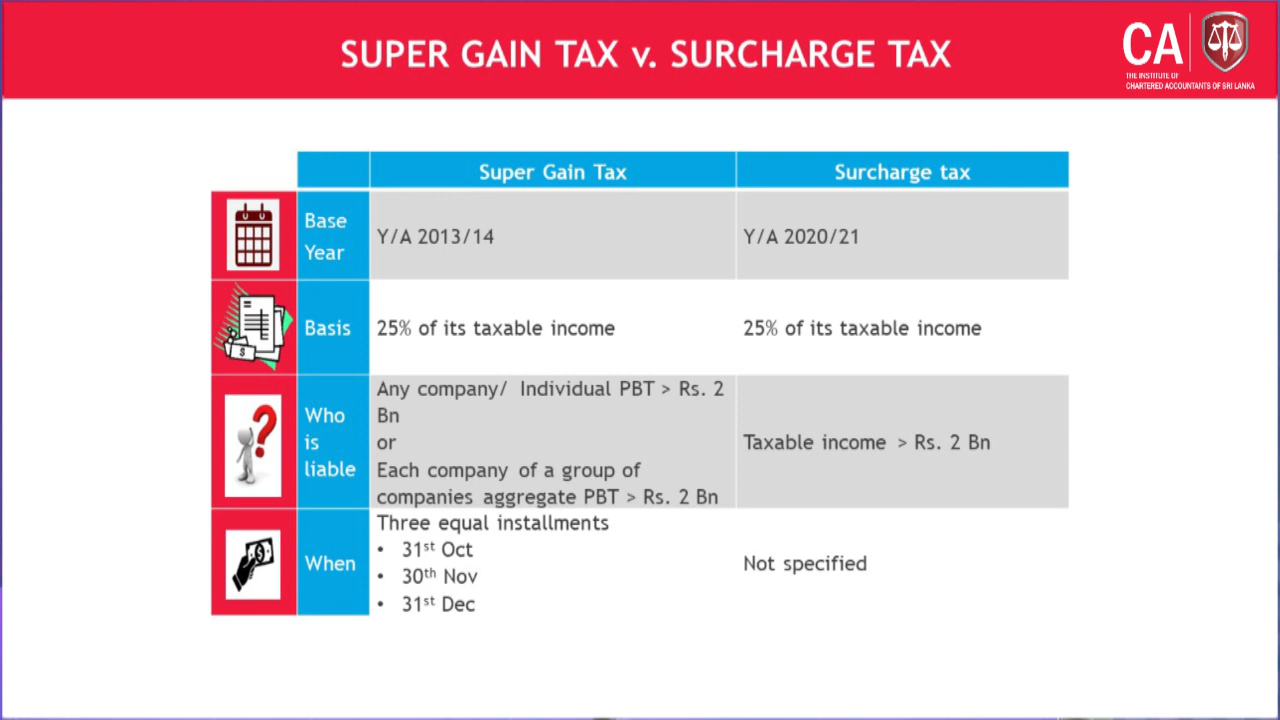 SUPER GAIN TAX v. SURCHARGE TAX
CA
THE INSTITUTE OF
CHARTERED ACCOUNTANTS OF SRI LANKA
Super Gain Tax
Surcharge tax
Base
Year
Y/A 2013/14
Y/A 2020/21
Basis
25% of its taxable income
25% of its taxable income
Who
is
liable
Any company/ Individual PBT > Rs. 2
Bn
or
Each company of a group of
companies aggregate PBT > Rs. 2 Bn
Taxable income > Rs. 2 Bn
When
Three equal installments
• 31st Oct
• 30th Nov
• 31st Dec
Not specified